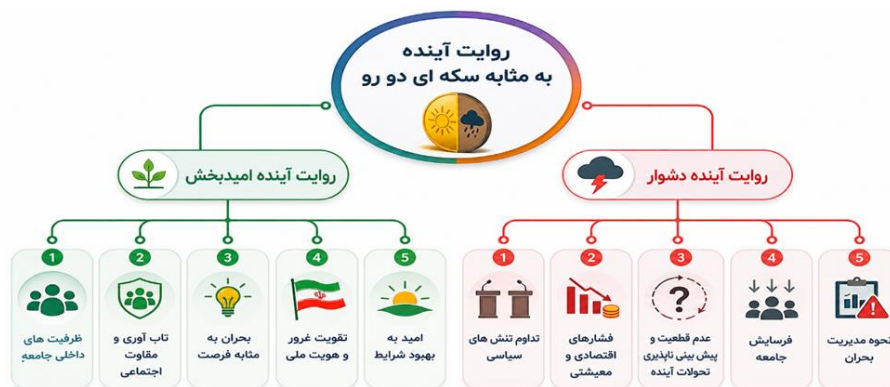 روایت آینده
به مثابه سکه ای دو رو
روایت آینده دشوار
روایت آینده امیدبخش
1
تداوم تنش های
سیاسی
2
فشارهای
اقتصادی و
معیشتی
3
عدم قطعیت و
پیش بینی ناپذیری
تحولات آینده
4
فرسایش
جامعه
5
نحوه مدیریت
بحران
1
ظرفیت های
داخلی جامعه
2
تاب آوری و
مقاومت
اجتماعی
3
بحران به
مثابه فرصت
4
تقویت غرور
و هویت ملی
5
امید به
بهبود شرایط